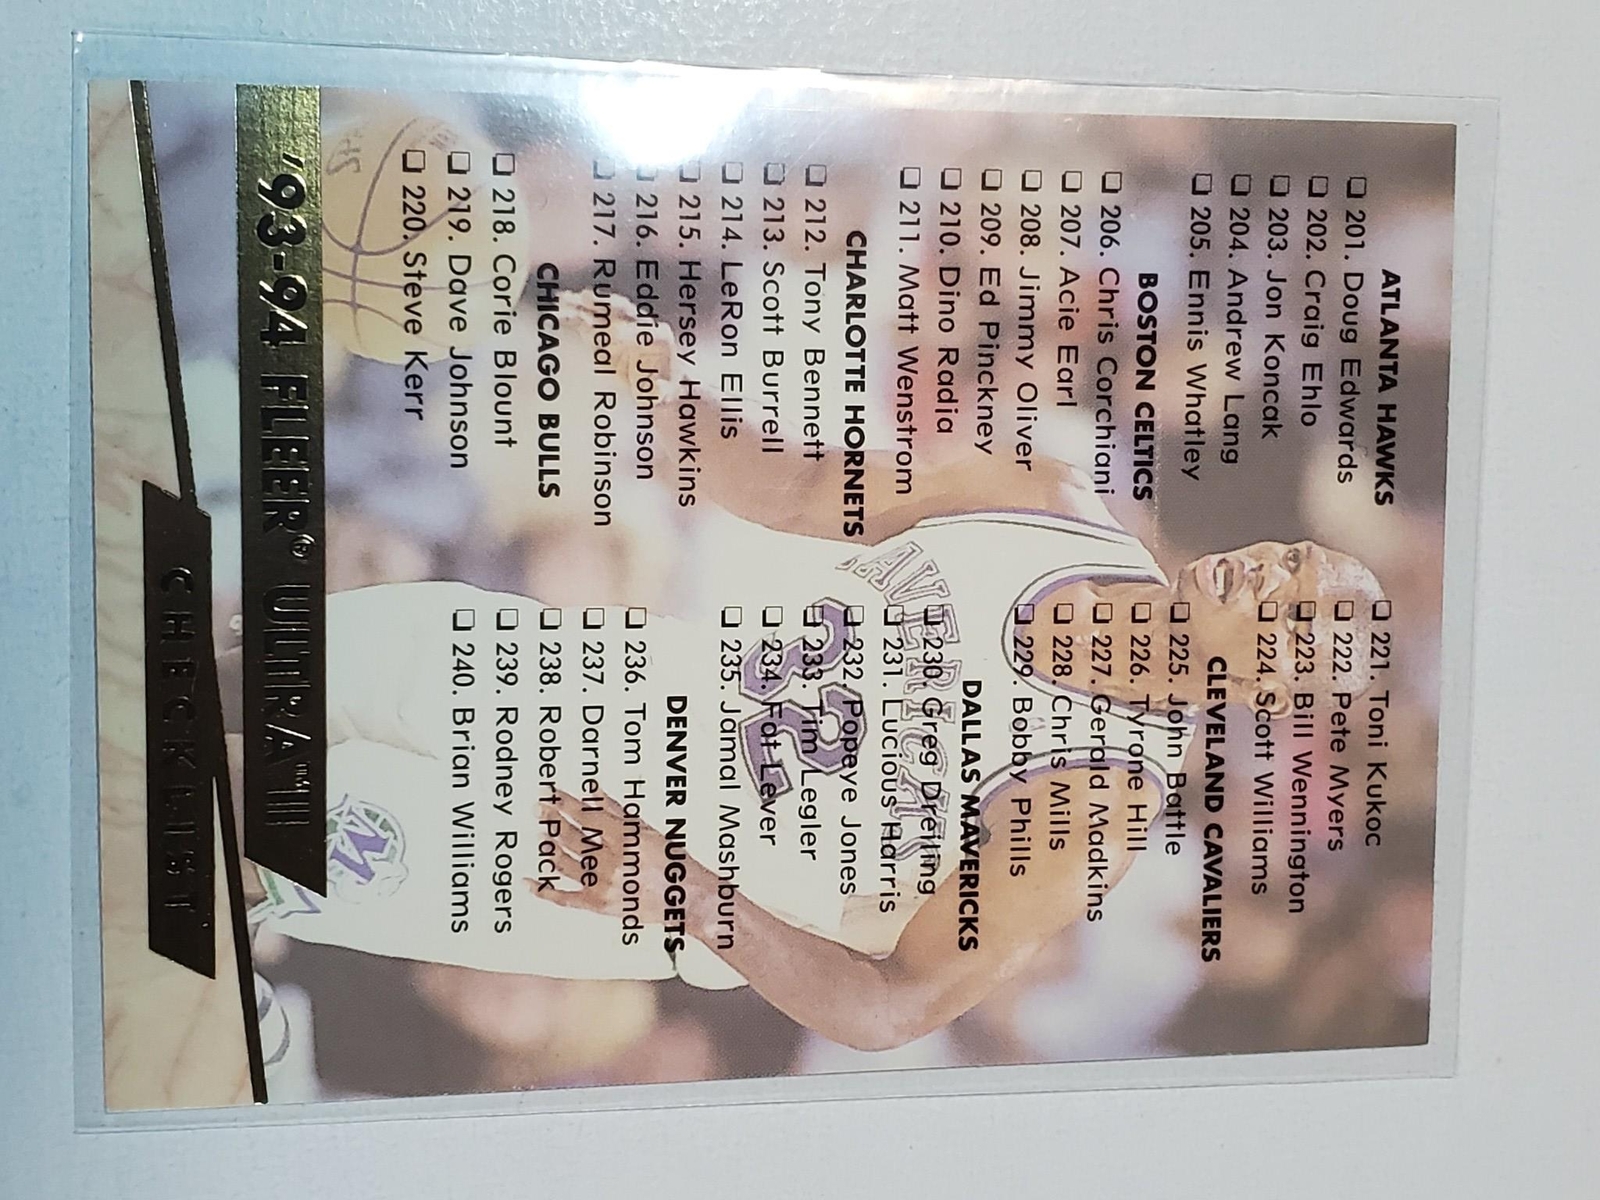 ATLANTA HAWKS
❑ 201. Doug Edwards
❑ 202. Craig Ehlo
❑ 203. Jon Koncak
❑ 204. Andrew Lang
❑ 205. Ennis Whatley
BOSTON CELTICS
❑ 206. Chris Corchiani
❑ 207. Acie Earl
❑ 208. Jimmy Oliver
❑ 209. Ed Pinckney
❑ 210. Dino Radia
❑ 211. Matt Wenstrom
CHARLOTTE HORNETS
❑ 212. Tony Bennett
❑ 213. Scott Burrell
❑ 214. LeRon Ellis
❑ 215. Hersey Hawkins
❑ 216. Eddie Johnson
❑ 217. Rumeal Robinson
CHICAGO BULLS
❑ 218. Corie Blount
❑ 219. Dave Johnson
❑ 220. Steve Kerr
❑ 221. Toni Kukoc
❑ 222. Pete Myers
❑ 223. Bill Wennington
❑ 224. Scott Williams
CLEVELAND CAVALIERS
❑ 225. John Battle
❑ 226. Tyrone Hill
❑ 227. Gerald Madkins
❑ 228. Chris Mills
❑ 229. Bobby Phills
DALLAS MAVERICKS
❑ 230. Greg Dreiling
❑ 231. Lucious Harris
❑ 232. Popeye Jones
❑ 233. Tim Legler
❑ 234. Fat Lever
❑ 235. Jamal Mashburn
DENVER NUGGETS
❑ 236. Tom Hammonds
❑ 237. Darnell Mee
❑ 238. Robert Pack
❑ 239. Rodney Rogers
❑ 240. Brian Williams
MAVERICKS
32
M
'93-94 FLEER® ULTRA™II
CHECKLIST